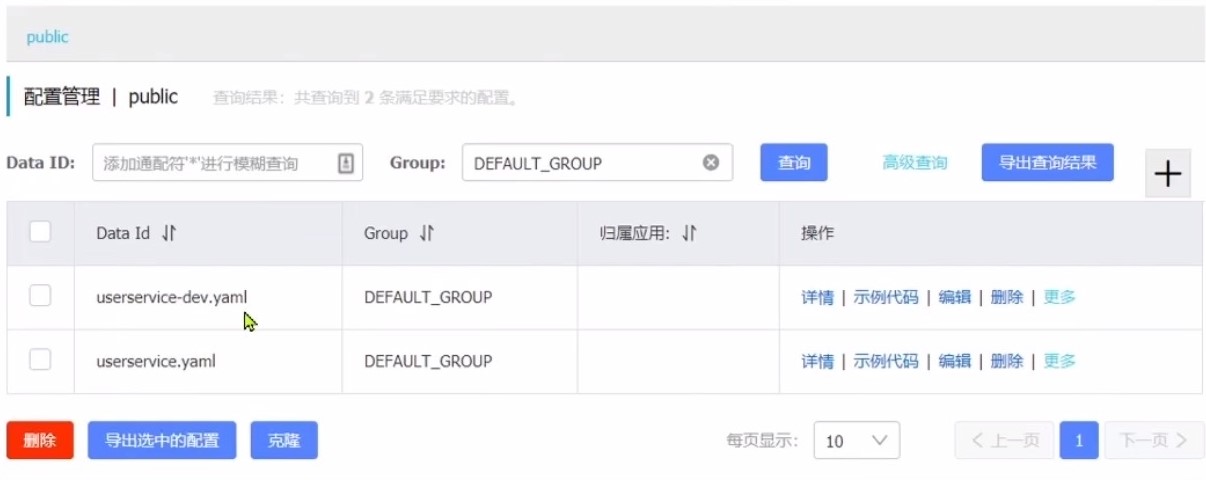 public
配置管理 | public 查询结果：共查询到 2 条满足要求的配置。
Data ID: 添加通配符'*'进行模糊查询 Group: DEFAULT_GROUP 查询 高级查询 导出查询结果 +
Data Id Group 归属应用: 操作
userservice-dev.yaml DEFAULT_GROUP 详情 | 示例代码 | 编辑 | 删除 | 更多
userservice.yaml DEFAULT_GROUP 详情 | 示例代码 | 编辑 | 删除 | 更多
删除 导出选中的配置 克隆 每页显示: 10 < 上一页 1 下一页 >